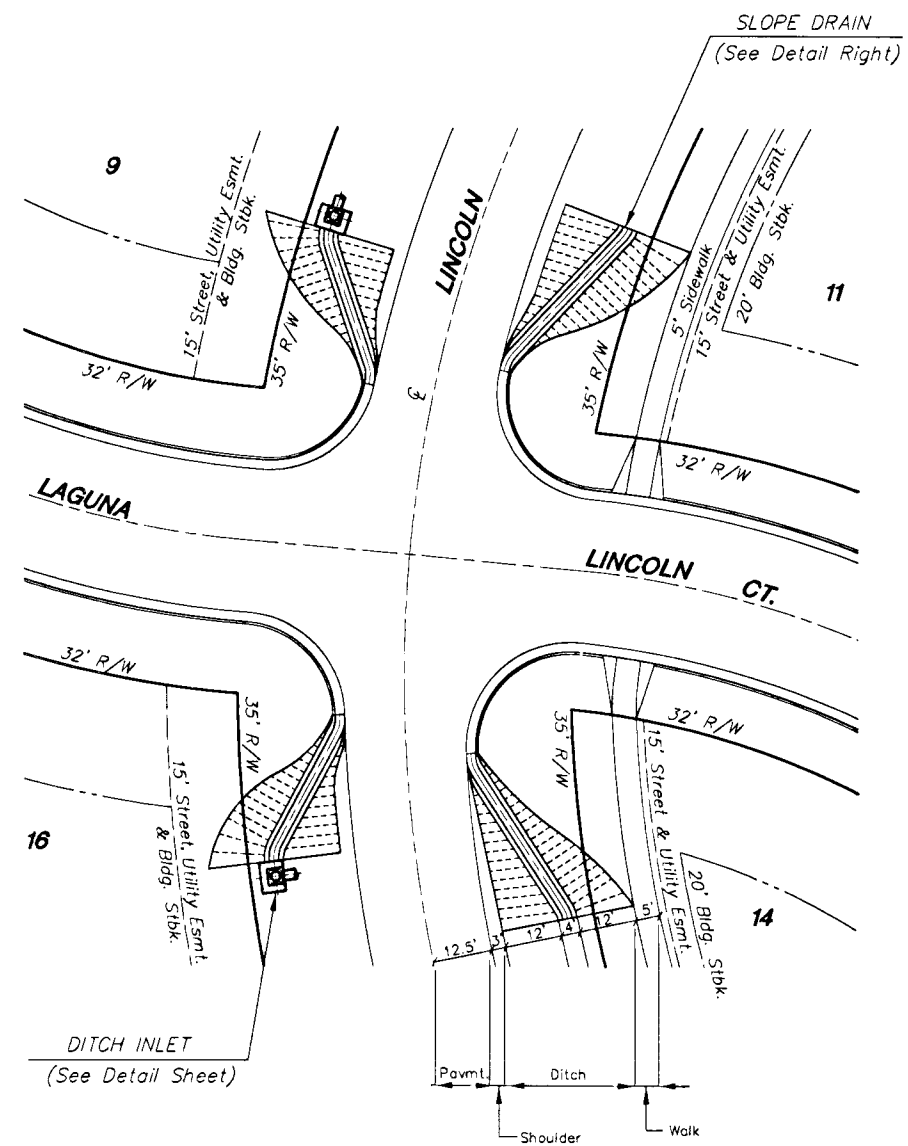 SLOPE DRAIN
(See Detail Right)
9
15' Street, Utility Esmt.
& Bldg. Stbk.
35' R/W
32' R/W
LINCOLN
5' Sidewalk
15' Street & Utility Esmt.
20' Bldg. Stbk.
11
35' R/W
32' R/W
LAGUNA
LINCOLN CT.
32' R/W
35' R/W
15' Street, Utility Esmt.
& Bldg. Stbk.
16
35' R/W
32' R/W
15' Street & Utility Esmt.
20' Bldg. Stbk.
14
12.5' 3' 12' 4' 12' 5'
DITCH INLET
(See Detail Sheet)
Pavmt. Ditch
Shoulder
Walk